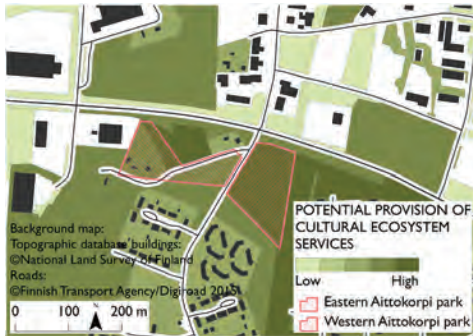 Background map:
Topographic database buildings:
©National Land Survey of Finland
Roads:
©Finnish Transport Agency/Digiroad 2015
0 100 200 m
N
POTENTIAL PROVISION OF
CULTURAL ECOSYSTEM
SERVICES
Low High
Eastern Aittokorpi park
Western Aittokorpi park